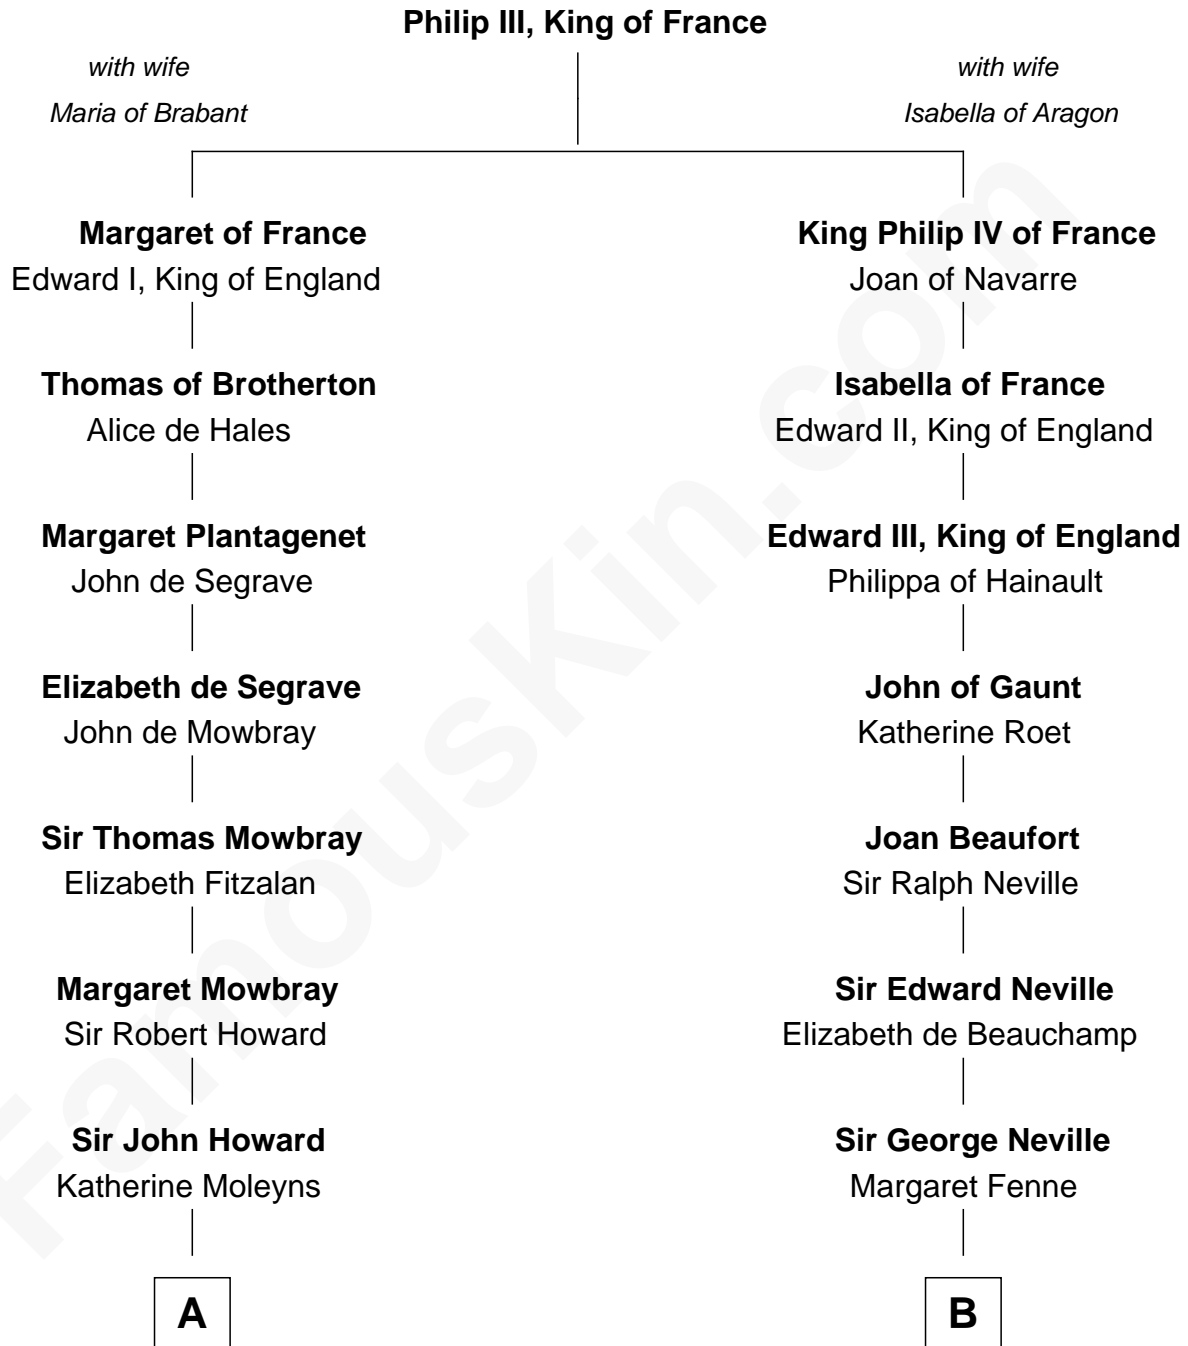 Philip III, King of France
with wife
Maria of Brabant
with wife
Isabella of Aragon
Margaret of France
Edward I, King of England
Thomas of Brotherton
Alice de Hales
Margaret Plantagenet
John de Segrave
Elizabeth de Segrave
John de Mowbray
Sir Thomas Mowbray
Elizabeth Fitzalan
Margaret Mowbray
Sir Robert Howard
Sir John Howard
Katherine Moleyns
A
King Philip IV of France
Joan of Navarre
Isabella of France
Edward II, King of England
Edward III, King of England
Philippa of Hainault
John of Gaunt
Katherine Roet
Joan Beaufort
Sir Ralph Neville
Sir Edward Neville
Elizabeth de Beauchamp
Sir George Neville
Margaret Fenne
B
FamousKin.com